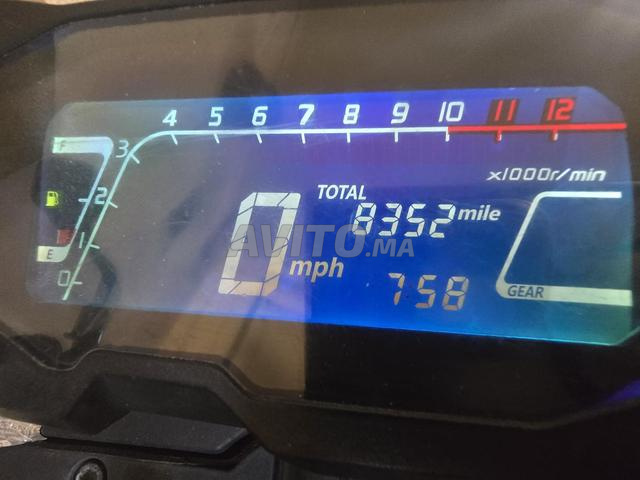 4 5 6 7 8 9 10 11 12
F 3
x1000r/min
2
TOTAL 8352 mile
0 mph
AVITO.MA
1
E
758
GEAR
0